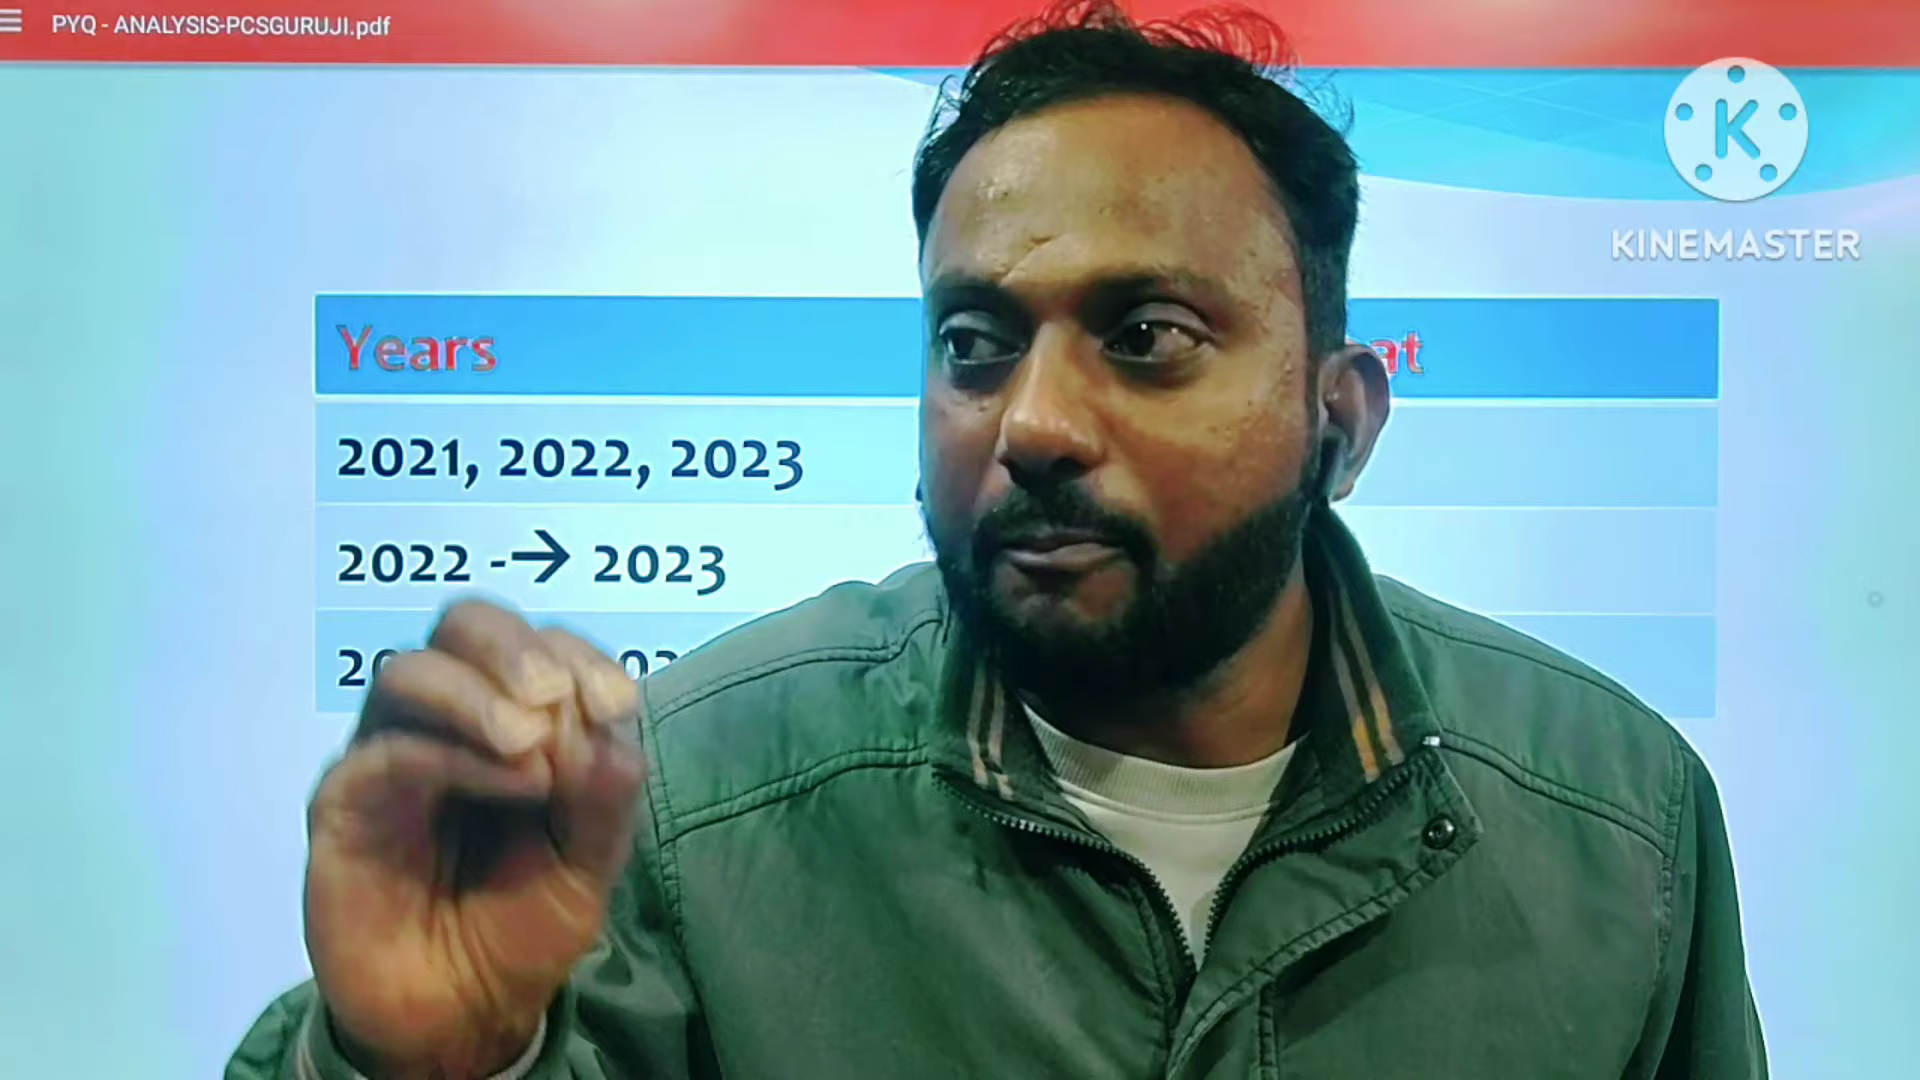 PYQ - ANALYSIS-PCSGURUJI.pdf
K
KINEMASTER
Years
2021, 2022, 2023
2022 -→ 2023